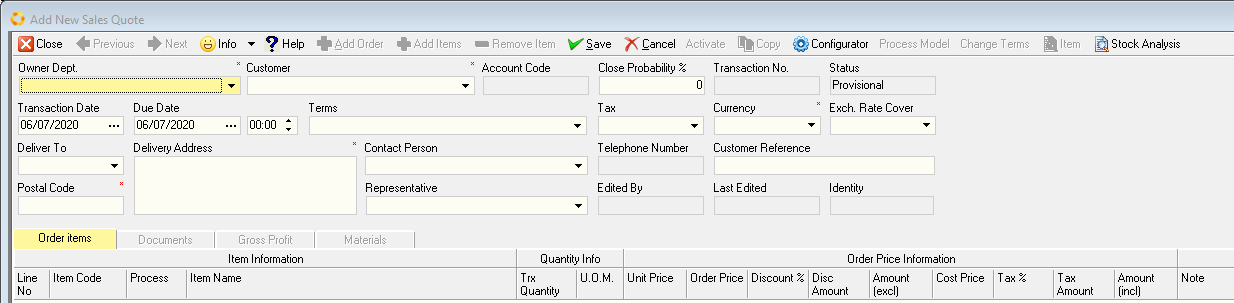 Add New Sales Quote
Close Previous Next Info Help Add Order Add Items Remove Item Save Cancel Activate Copy Configurator Process Model Change Terms Item Stock Analysis
Owner Dept. * Customer * Account Code Close Probability % Transaction No. Status
0 Provisional
Transaction Date Due Date Terms Tax Currency * Exch. Rate Cover
06/07/2020 ... 06/07/2020 ... 00:00
Deliver To Delivery Address * Contact Person Telephone Number Customer Reference
Postal Code * Representative Edited By Last Edited Identity
Order items Documents Gross Profit Materials
Item Information Quantity Info Order Price Information
Line Item Code Process Item Name Trx U.O.M. Unit Price Order Price Discount % Disc Amount Cost Price Tax % Tax Amount Note
No Quantity Amount (excl) Amount (incl)